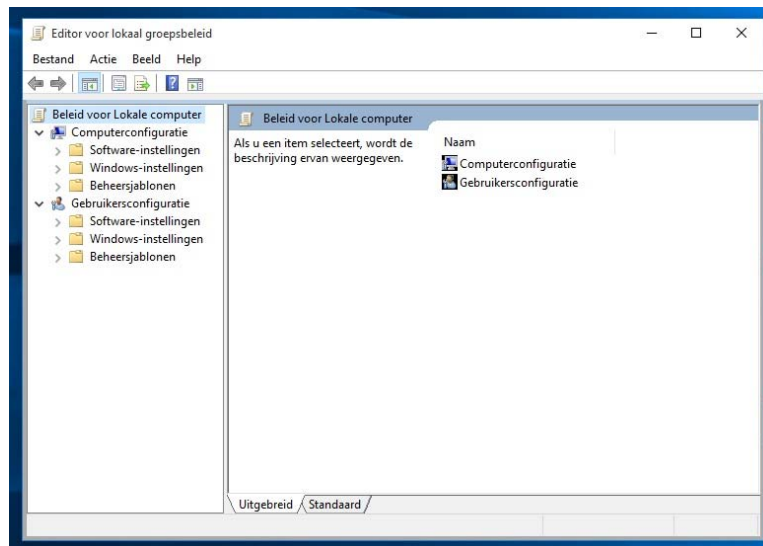 Editor voor lokaal groepsbeleid
Bestand Actie Beeld Help
Beleid voor Lokale computer
Computerconfiguratie
Software-instellingen
Windows-instellingen
Beheersjablonen
Gebruikersconfiguratie
Software-instellingen
Windows-instellingen
Beheersjablonen
Beleid voor Lokale computer
Als u een item selecteert, wordt de
beschrijving ervan weergegeven.
Naam
Computerconfiguratie
Gebruikersconfiguratie
Uitgebreid Standaard